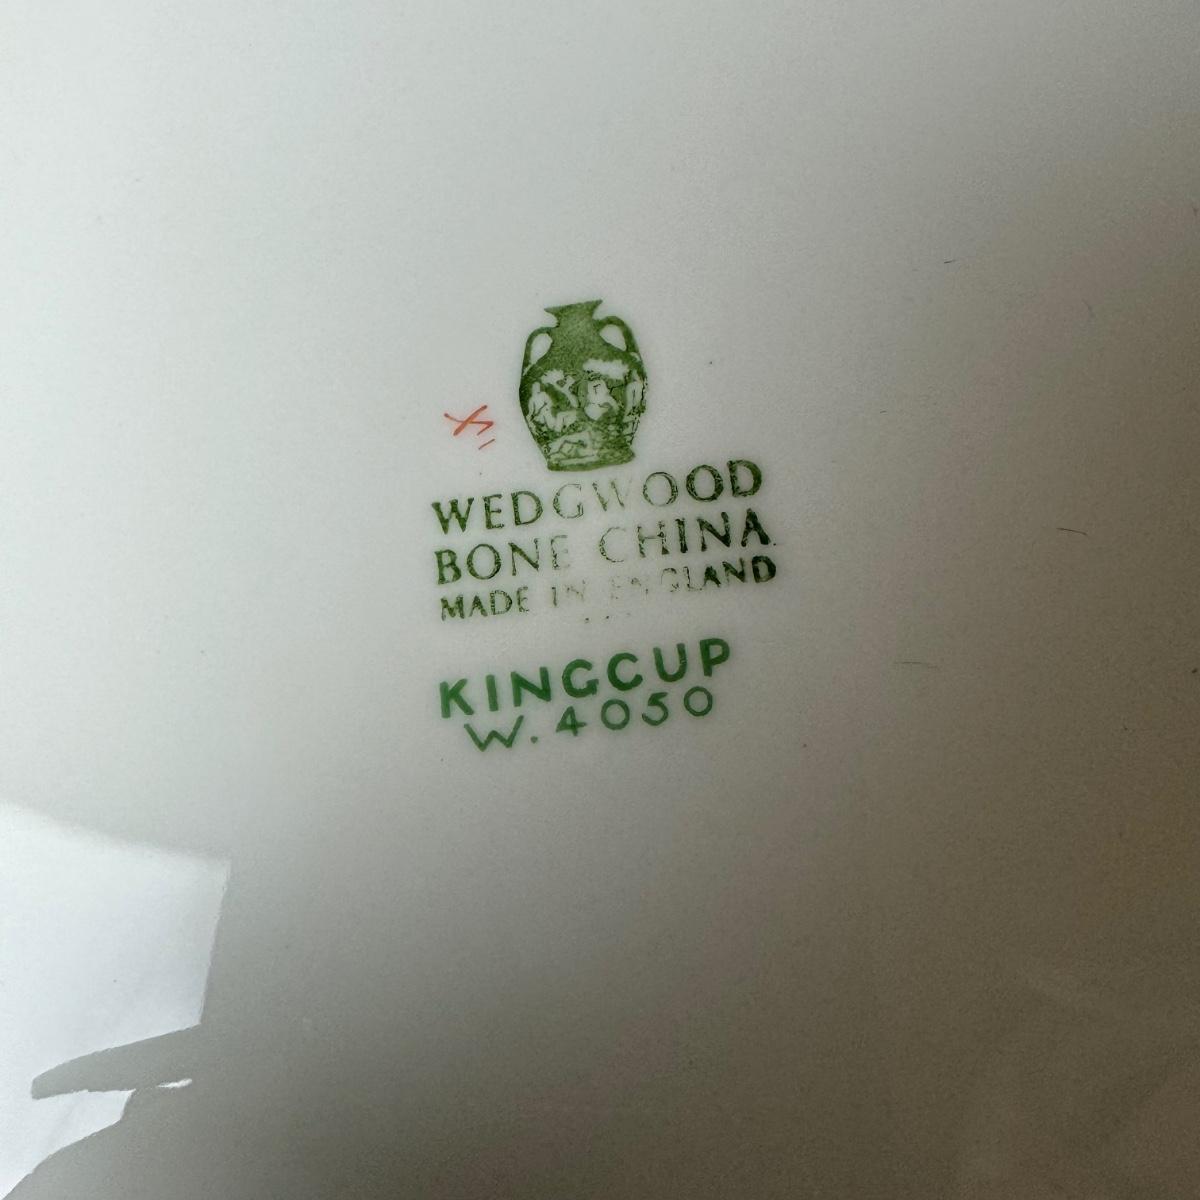 WEDGWOOD
BONE CHINA
MADE IN ENGLAND
KINGCUP
W. 4050